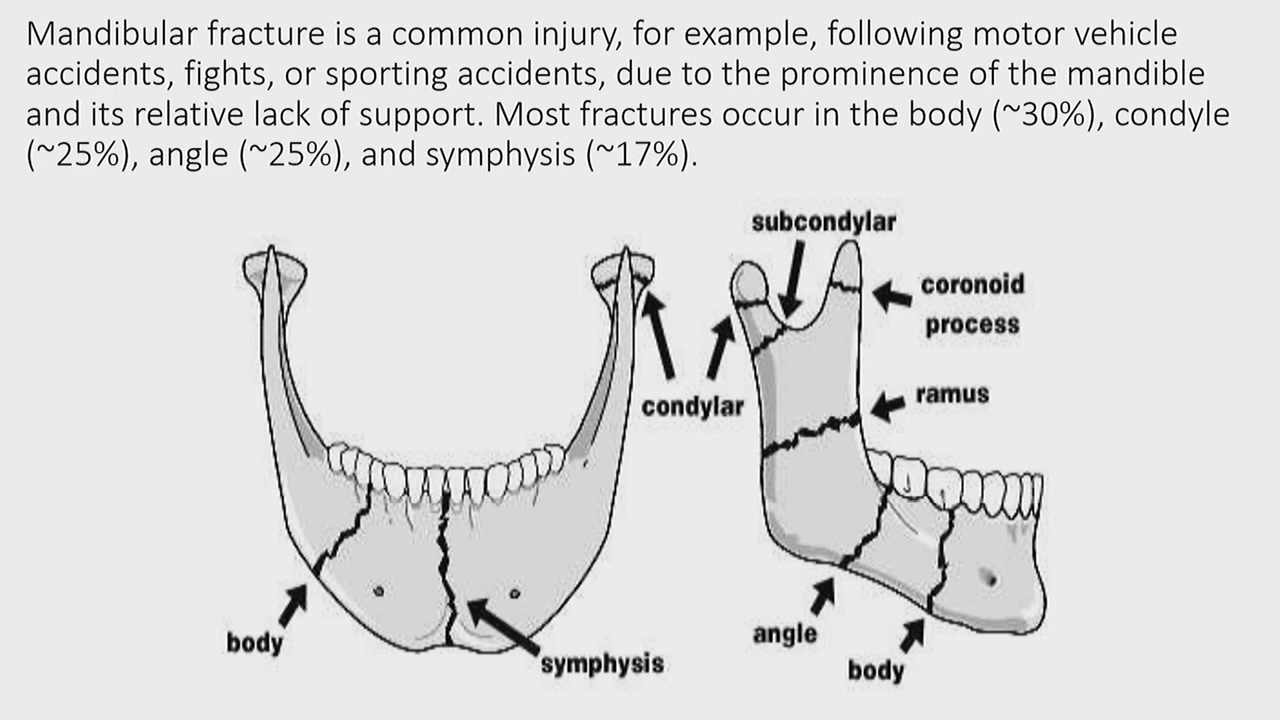 Mandibular fracture is a common injury, for example, following motor vehicle
accidents, fights, or sporting accidents, due to the prominence of the mandible
and its relative lack of support. Most fractures occur in the body (~30%), condyle
(~25%), angle (~25%), and symphysis (~17%).
subcondylar
coronoid
process
ramus
condylar
body
symphysis
angle
body